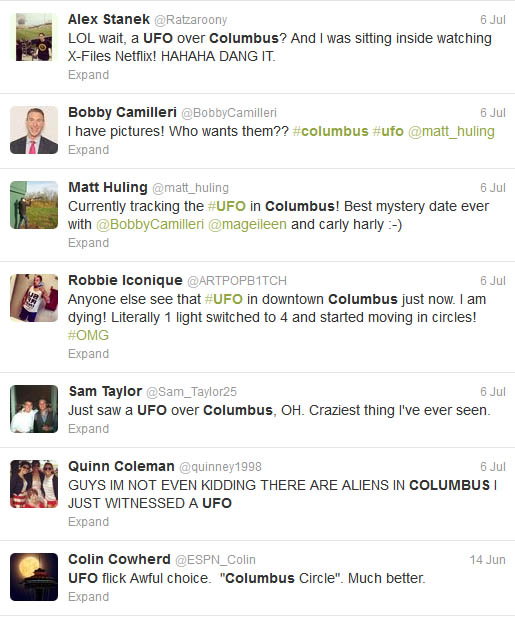 Alex Stanek @Ratzaroony 6 Jul
LOL wait, a UFO over Columbus? And I was sitting inside watching
X-Files Netflix! HAHAHA DANG IT.
Expand
Bobby Camilleri @BobbyCamilleri 6 Jul
I have pictures! Who wants them?? #columbus #ufo @matt_huling
Expand
Matt Huling @matt_huling 6 Jul
Currently tracking the #UFO in Columbus! Best mystery date ever
with @BobbyCamilleri @mageileen and carly harly :-)
Expand
Robbie Iconique @ARTPOPB1TCH 6 Jul
Anyone else see that #UFO in downtown Columbus just now. I am
dying! Literally 1 light switched to 4 and started moving in circles!
#OMG
Expand
Sam Taylor @Sam_Taylor25 6 Jul
Just saw a UFO over Columbus, OH. Craziest thing I've ever seen.
Expand
Quinn Coleman @quinney1998 6 Jul
GUYS IM NOT EVEN KIDDING THERE ARE ALIENS IN COLUMBUS I
JUST WITNESSED A UFO
Expand
Colin Cowherd @ESPN_Colin 14 Jun
UFO flick Awful choice. "Columbus Circle". Much better.
Expand